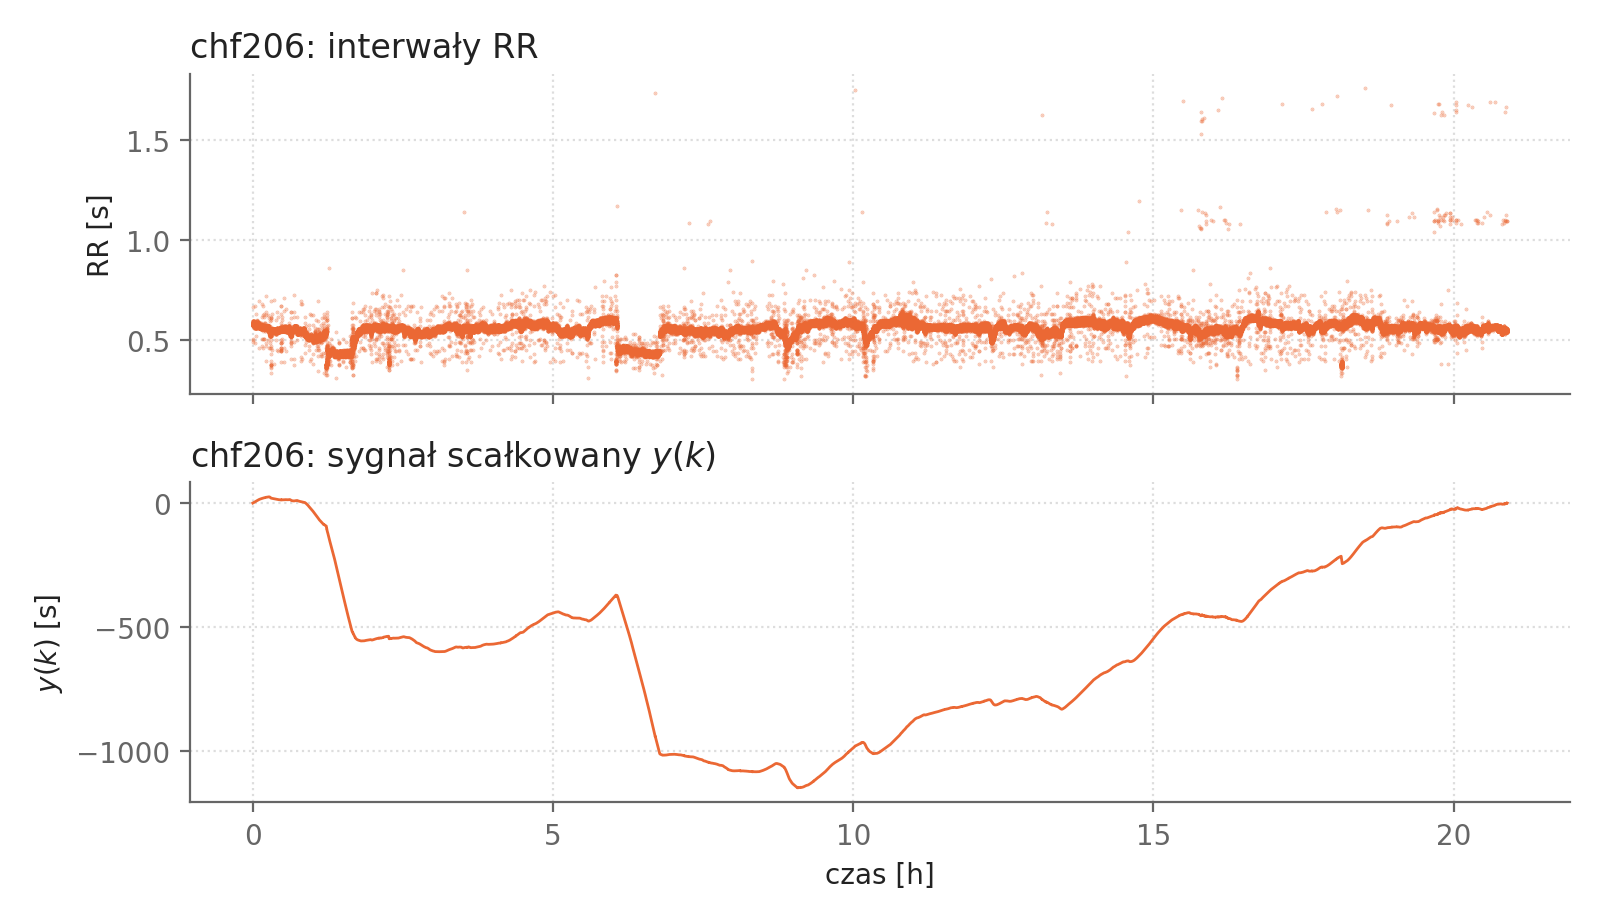 chf206: interwały RR
1.5
1.0
0.5
RR [s]
chf206: sygnał scałkowany y(k)
0
−500
−1000
y(k) [s]
0 5 10 15 20
czas [h]